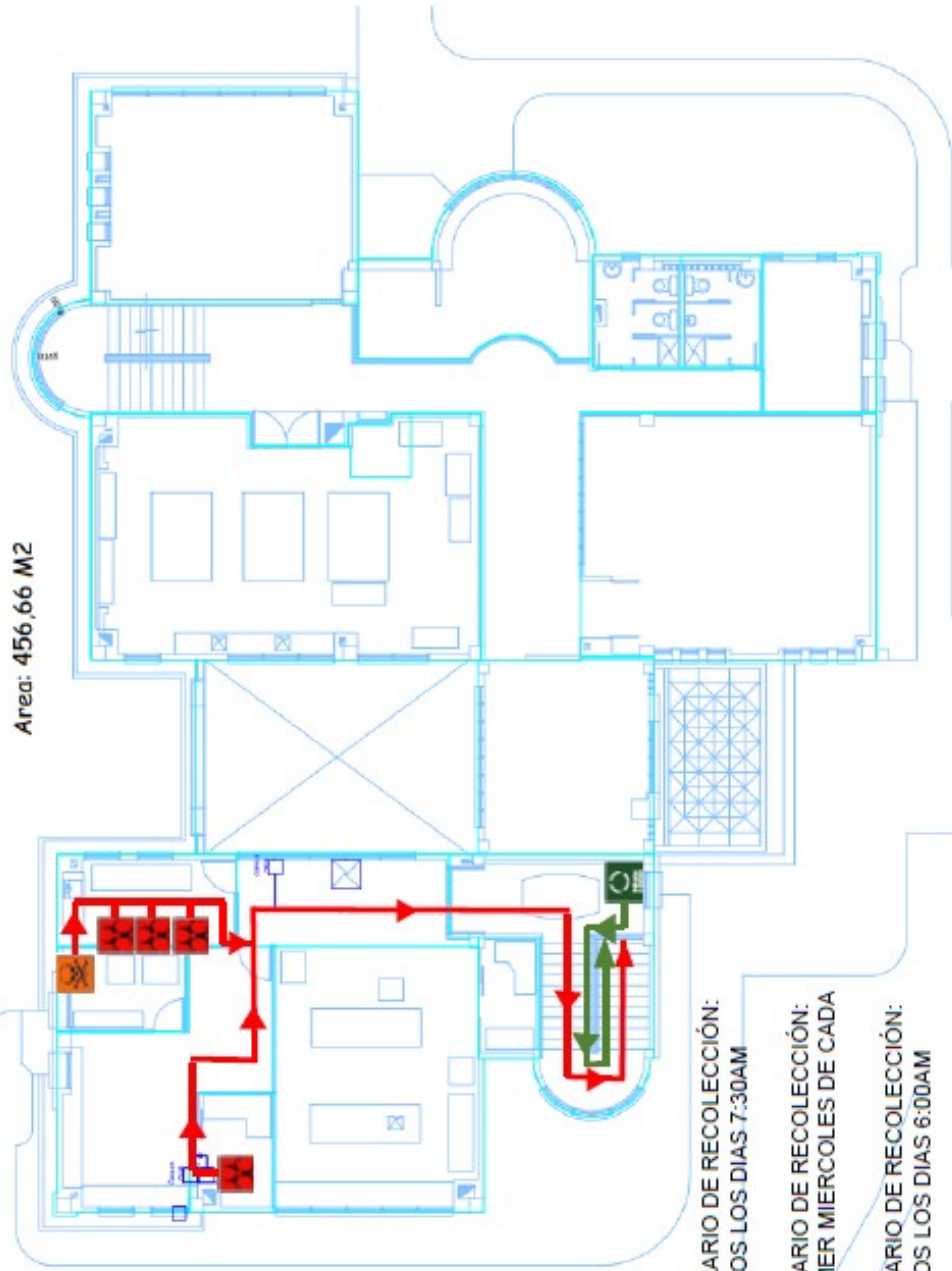 Area: 456,66 M2
ARIO DE RECOLECCIÓN:
OS LOS DIAS 7:30AM
ARIO DE RECOLECCIÓN:
IER MIERCOLES DE CADA
ARIO DE RECOLECCIÓN:
OS LOS DIAS 6:00AM